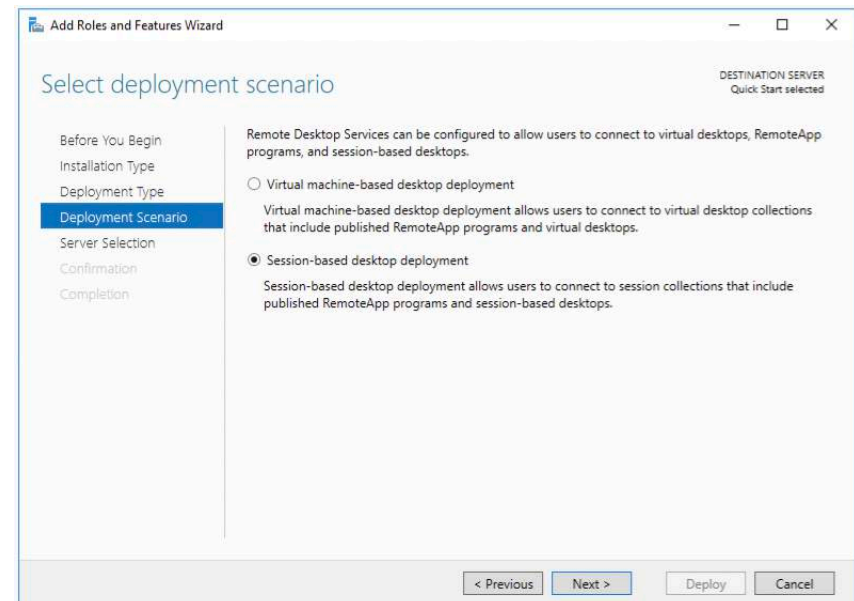 Add Roles and Features Wizard
Select deployment scenario
DESTINATION SERVER
Quick Start selected
Before You Begin
Installation Type
Deployment Type
Deployment Scenario
Server Selection
Confirmation
Completion
Remote Desktop Services can be configured to allow users to connect to virtual desktops, RemoteApp
programs, and session-based desktops.
Virtual machine-based desktop deployment
Virtual machine-based desktop deployment allows users to connect to virtual desktop collections
that include published RemoteApp programs and virtual desktops.
Session-based desktop deployment
Session-based desktop deployment allows users to connect to session collections that include
published RemoteApp programs and session-based desktops.
< Previous
Next >
Deploy
Cancel